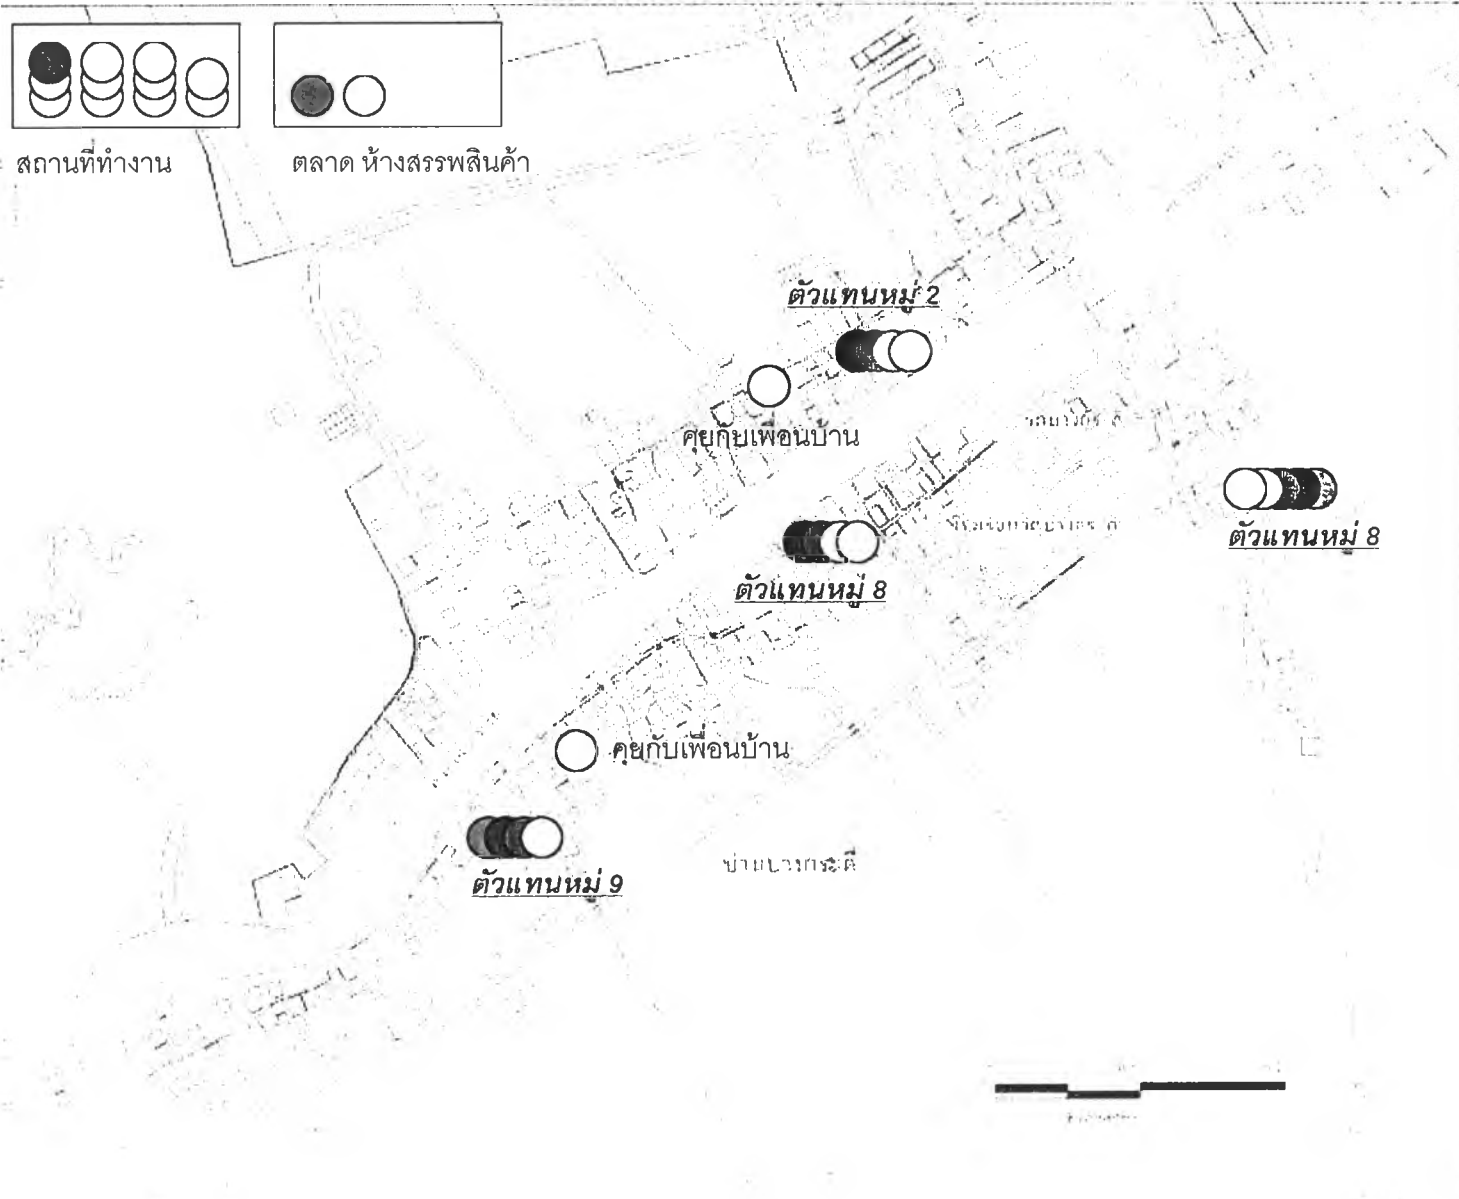 สถานที่ทำงาน
ตลาด ห้างสรรพสินค้า
ตัวแทนหมู่ 2
คุยกับเพื่อนบ้าน
ตัวแทนหมู่ 8
ตัวแทนหมู่ 8
คุยกับเพื่อนบ้าน
ตัวแทนหมู่ 9